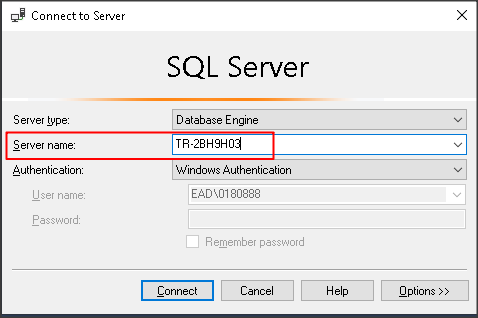 Connect to Server
SQL Server
Server type: Database Engine
Server name: TR-2BH9H03
Authentication: Windows Authentication
User name: EAD\0180888
Password:
Remember password
Connect Cancel Help Options >>